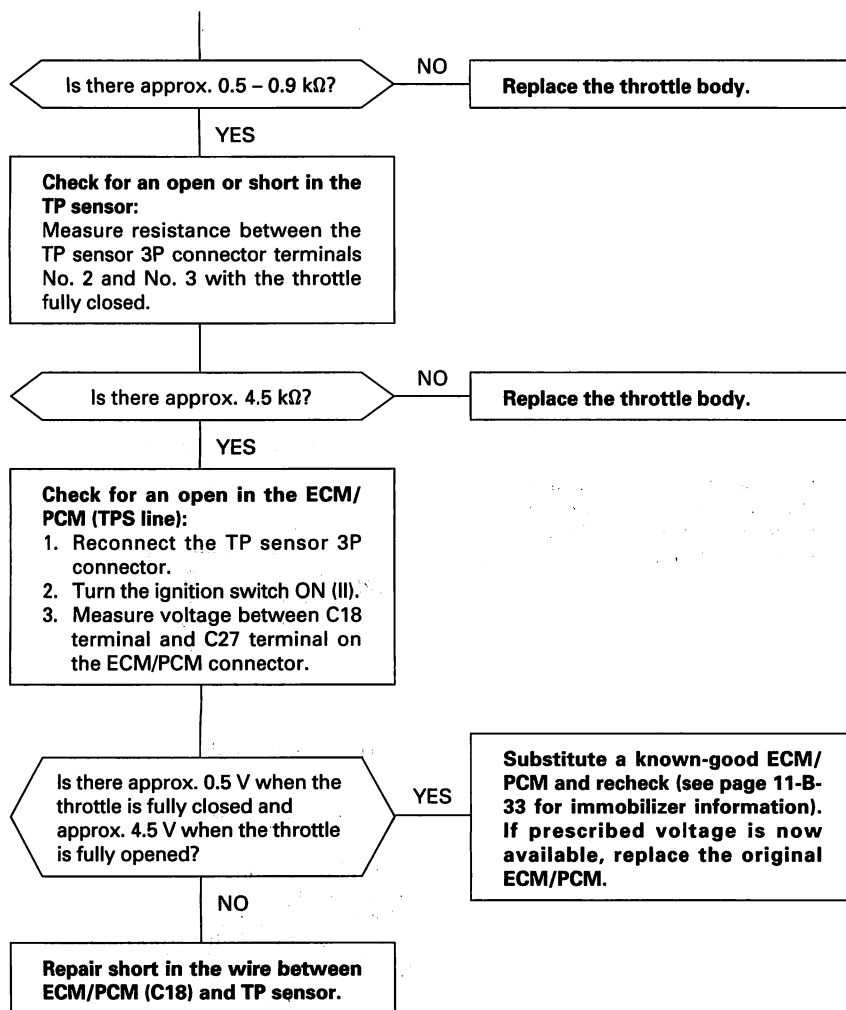 Is there approx. 0.5 – 0.9 kΩ?
NO
Replace the throttle body.
YES
Check for an open or short in the
TP sensor:
Measure resistance between the
TP sensor 3P connector terminals
No. 2 and No. 3 with the throttle
fully closed.
Is there approx. 4.5 kΩ?
NO
Replace the throttle body.
YES
Check for an open in the ECM/
PCM (TPS line):
1. Reconnect the TP sensor 3P
connector.
2. Turn the ignition switch ON (II).
3. Measure voltage between C18
terminal and C27 terminal on
the ECM/PCM connector.
Is there approx. 0.5 V when the
throttle is fully closed and
approx. 4.5 V when the throttle
is fully opened?
YES
Substitute a known-good ECM/
PCM and recheck (see page 11-B-
33 for immobilizer information).
If prescribed voltage is now
available, replace the original
ECM/PCM.
NO
Repair short in the wire between
ECM/PCM (C18) and TP sensor.